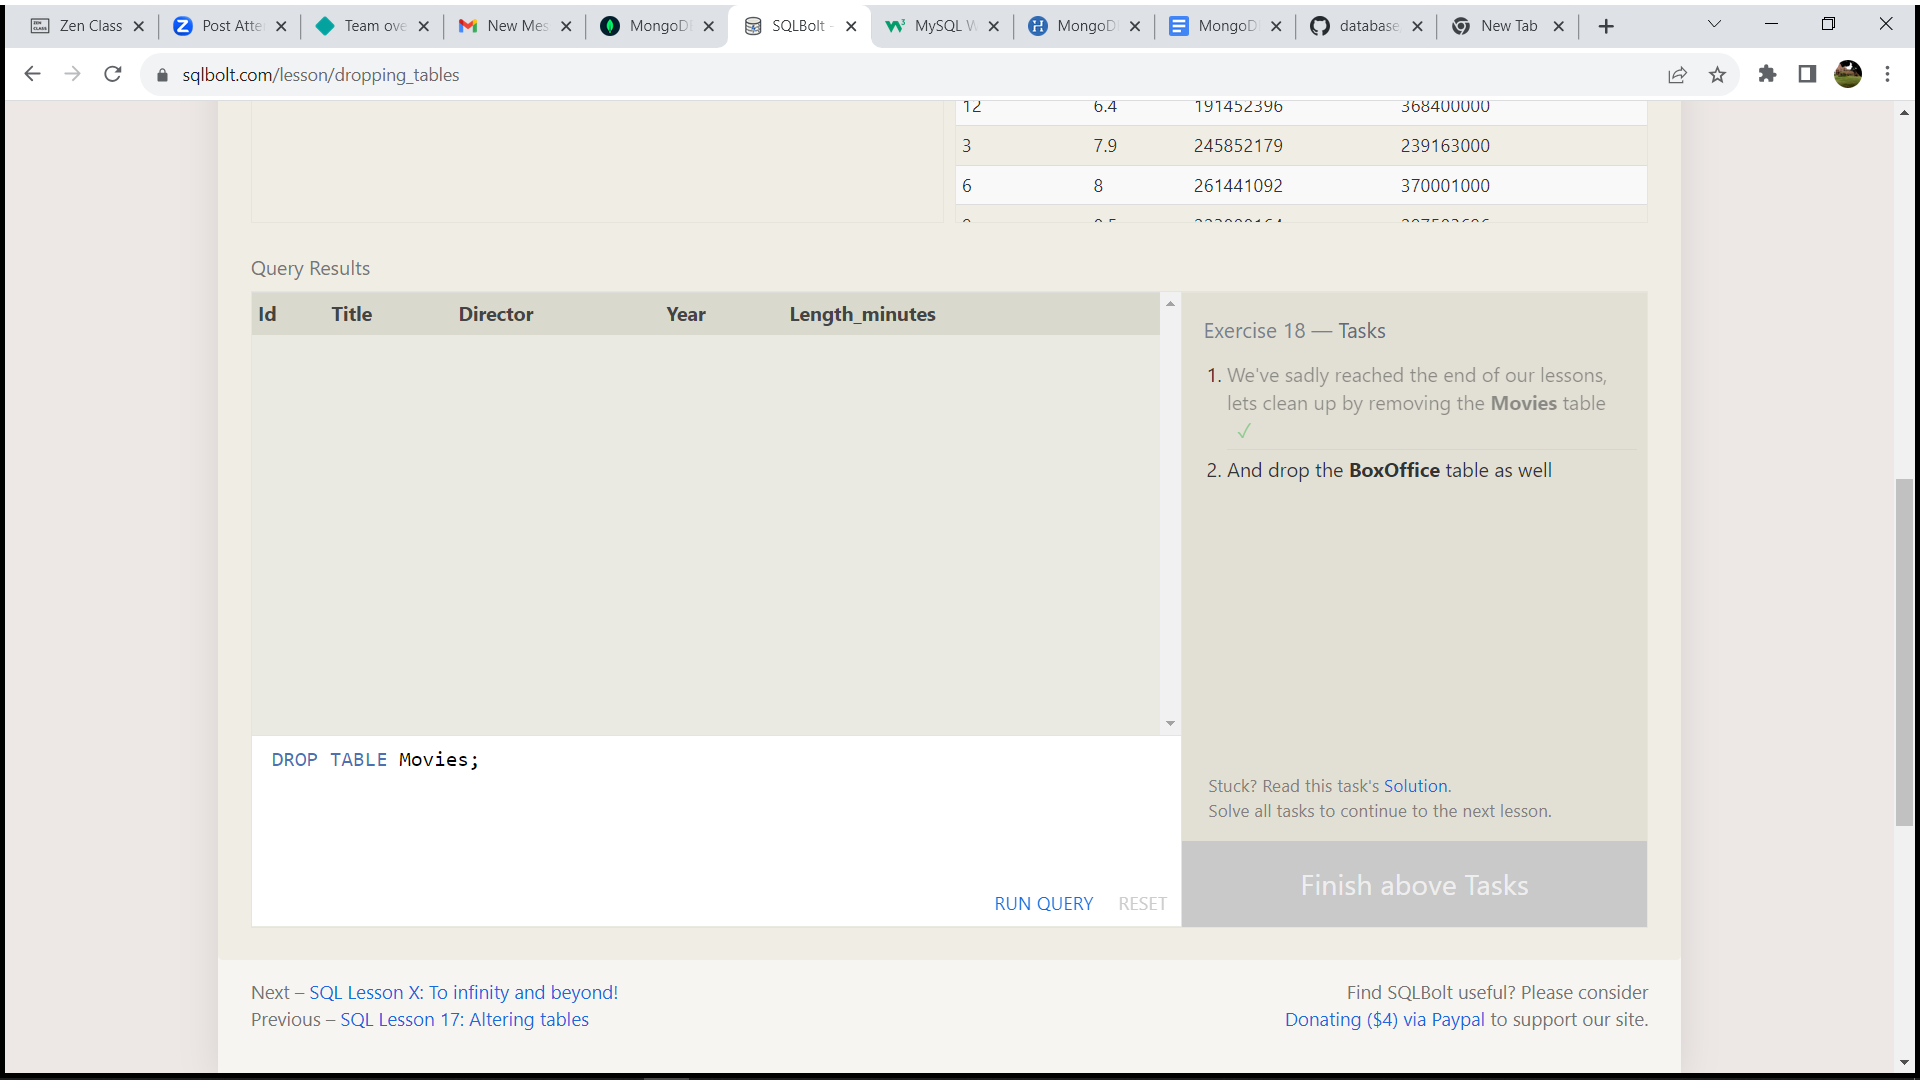 Zen Class
Post Atte
Team ove
New Mes
MongoD
SQLBolt -
MySQL W
MongoD
MongoD
database
New Tab
sqlbolt.com/lesson/dropping_tables
12 6.4 191452396 368400000
3 7.9 245852179 239163000
6 8 261441092 370001000
Query Results
Id Title Director Year Length_minutes
Exercise 18 — Tasks
1. We've sadly reached the end of our lessons,
lets clean up by removing the Movies table
✓
2. And drop the BoxOffice table as well
DROP TABLE Movies;
Stuck? Read this task's Solution.
Solve all tasks to continue to the next lesson.
RUN QUERY RESET
Finish above Tasks
Next – SQL Lesson X: To infinity and beyond!
Previous – SQL Lesson 17: Altering tables
Find SQLBolt useful? Please consider
Donating ($4) via Paypal to support our site.